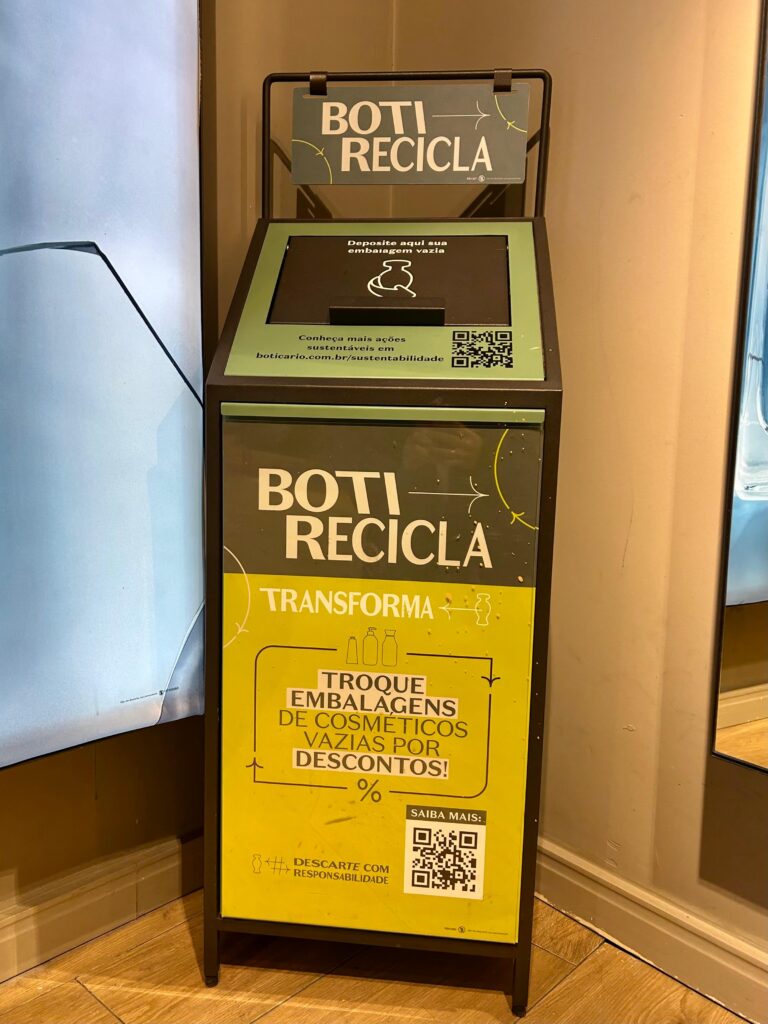 BOTI
RECICLA
Deposite aqui sua
embalagem vazia
Conheça mais ações
sustentáveis em
boticario.com.br/sustentabilidade
BOTI
RECICLA
TRANSFORMA
TROQUE
EMBALAGENS
DE COSMÉTICOS
VAZIAS POR
DESCONTOS!
%
SAIBA MAIS:
DESCARTE COM
RESPONSABILIDADE